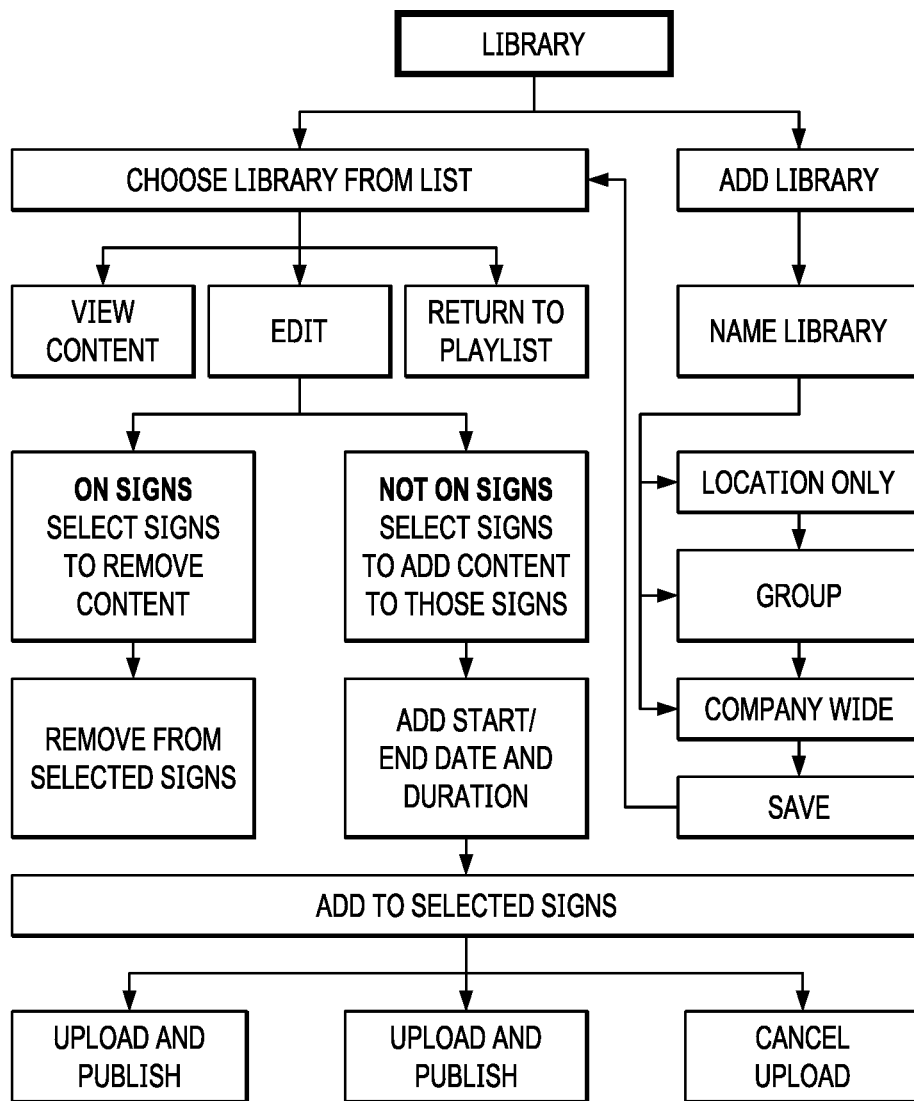 LIBRARY
CHOOSE LIBRARY FROM LIST
ADD LIBRARY
VIEW
CONTENT
EDIT
RETURN TO
PLAYLIST
NAME LIBRARY
ON SIGNS
SELECT SIGNS
TO REMOVE
CONTENT
NOT ON SIGNS
SELECT SIGNS
TO ADD CONTENT
TO THOSE SIGNS
LOCATION ONLY
GROUP
COMPANY WIDE
SAVE
REMOVE FROM
SELECTED SIGNS
ADD START/
END DATE AND
DURATION
ADD TO SELECTED SIGNS
UPLOAD AND
PUBLISH
UPLOAD AND
PUBLISH
CANCEL
UPLOAD